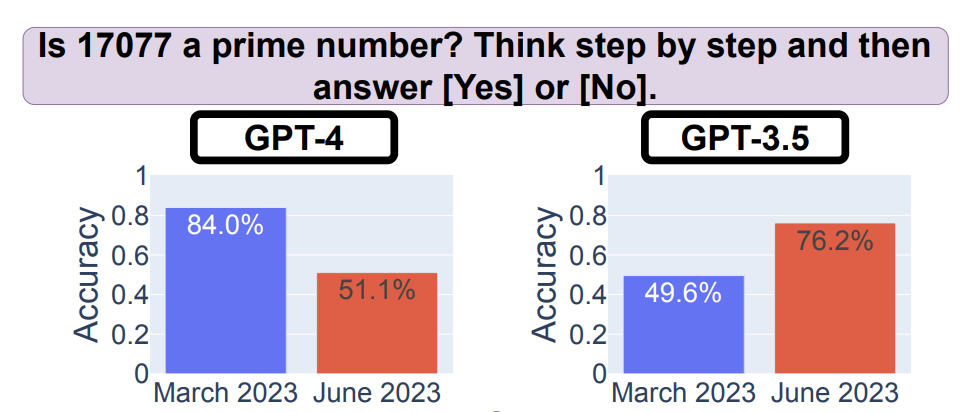 Is 17077 a prime number? Think step by step and then
answer [Yes] or [No].
GPT-4
GPT-3.5
Accuracy
1
0.8
0.6
0.4
0.2
0
84.0%
51.1%
March 2023
June 2023
Accuracy
1
0.8
0.6
0.4
0.2
0
49.6%
76.2%
March 2023
June 2023